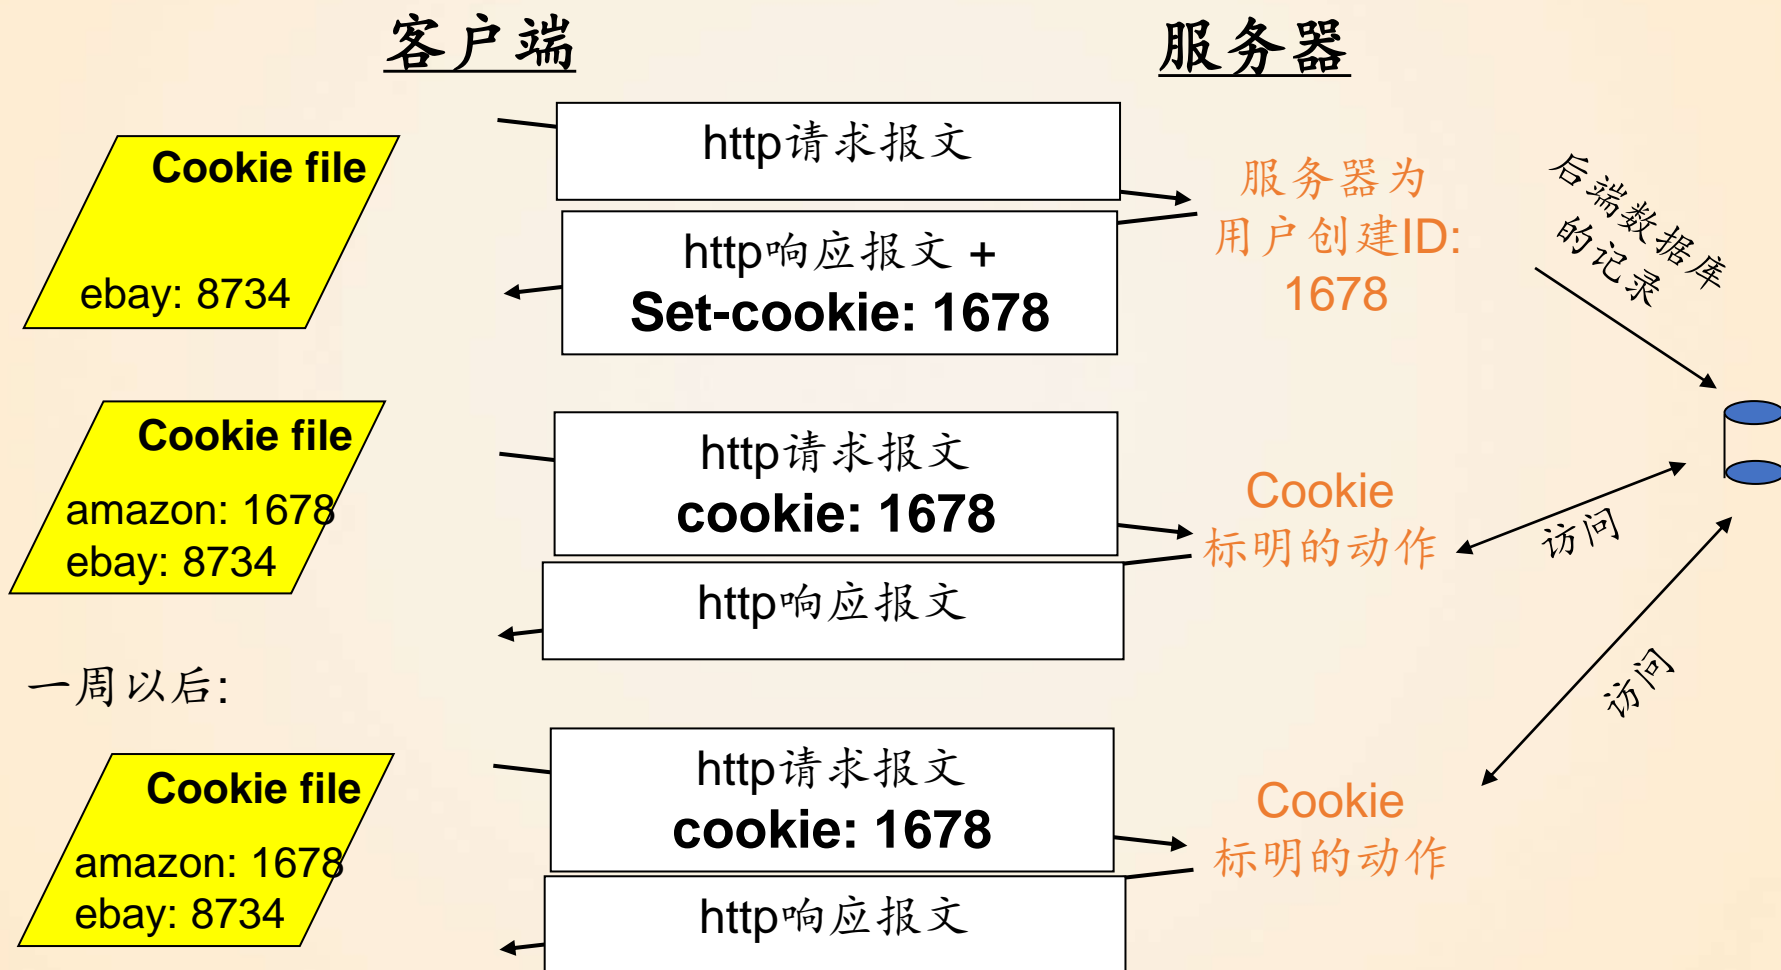 客户端
服务器
Cookie file
ebay: 8734
http请求报文
http响应报文 +
Set-cookie: 1678
服务器为
用户创建ID:
1678
后端数据库
的记录
Cookie file
amazon: 1678
ebay: 8734
http请求报文
cookie: 1678
http响应报文
Cookie
标明的动作
访问
一周以后:
访问
Cookie file
amazon: 1678
ebay: 8734
http请求报文
cookie: 1678
http响应报文
Cookie
标明的动作